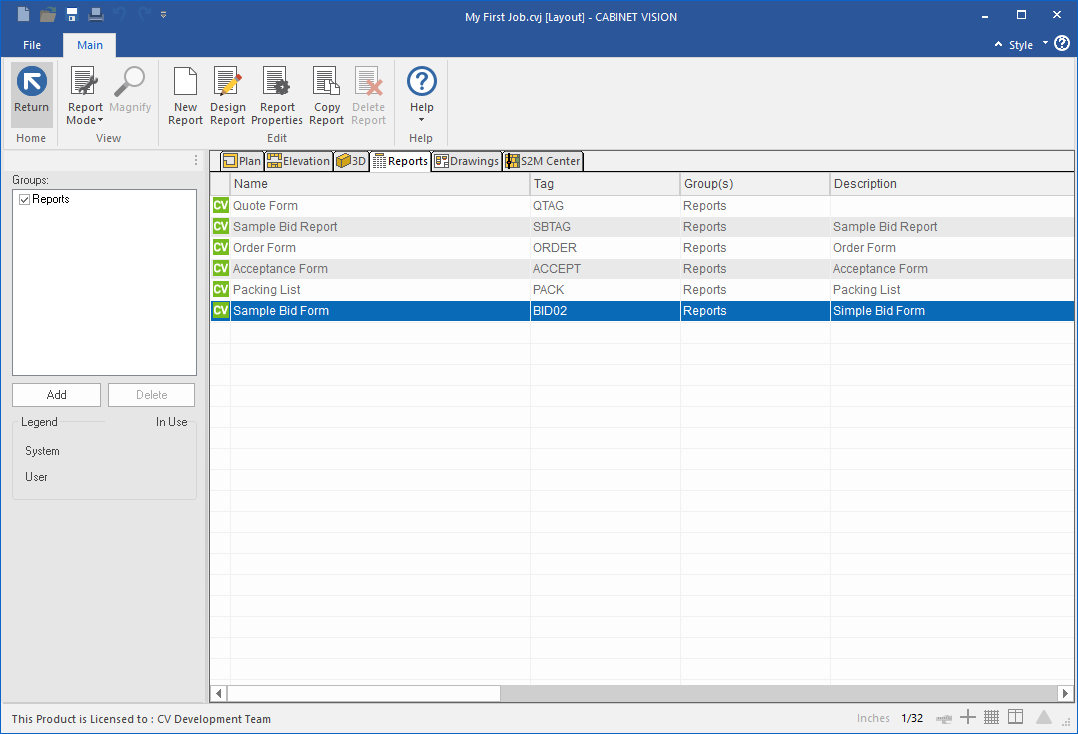 My First Job.cvj [Layout] - CABINET VISION
File Main Style
Return Report Mode Magnify New Report Design Report Report Properties Copy Report Delete Report Help
Home View Edit Help
Plan Elevation 3D Reports Drawings S2M Center
Groups:
Reports
Add Delete
Legend In Use
System
User
Name Tag Group(s) Description
CV Quote Form QTAG Reports
CV Sample Bid Report SBTAG Reports Sample Bid Report
CV Order Form ORDER Reports Order Form
CV Acceptance Form ACCEPT Reports Acceptance Form
CV Packing List PACK Reports Packing List
CV Sample Bid Form BID02 Reports Simple Bid Form
This Product is Licensed to : CV Development Team Inches 1/32